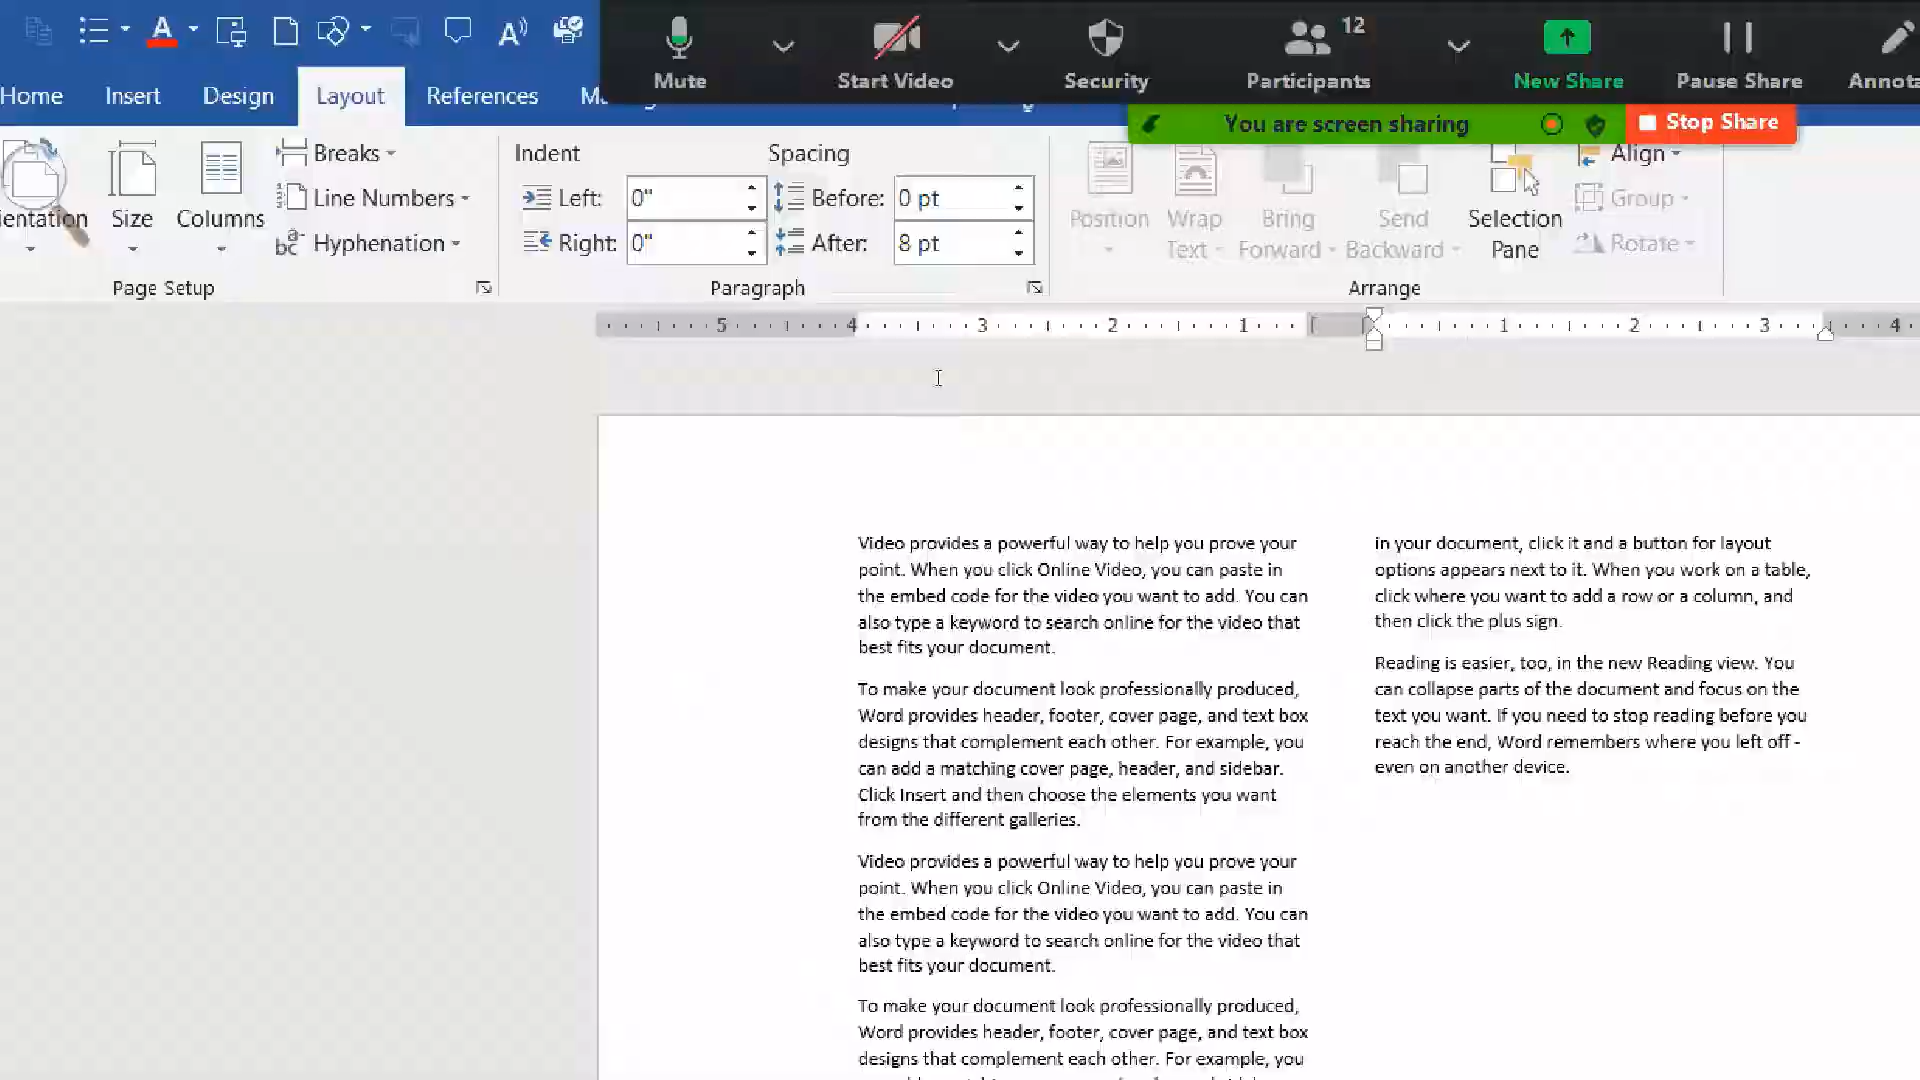 12
Mute
Start Video
Security
Participants
New Share
Pause Share
You are screen sharing
Stop Share
Home
Insert
Design
Layout
References
Size
Columns
Breaks
Line Numbers
Hyphenation
Page Setup
Indent
Left: 0"
Right: 0"
Spacing
Before: 0 pt
After: 8 pt
Paragraph
Position
Wrap
Text
Bring
Forward
Send
Backward
Selection
Pane
Align
Group
Rotate
Arrange
5 4 3 2 1 1 2 3 4
Video provides a powerful way to help you prove your
point. When you click Online Video, you can paste in
the embed code for the video you want to add. You can
also type a keyword to search online for the video that
best fits your document.
To make your document look professionally produced,
Word provides header, footer, cover page, and text box
designs that complement each other. For example, you
can add a matching cover page, header, and sidebar.
Click Insert and then choose the elements you want
from the different galleries.
Video provides a powerful way to help you prove your
point. When you click Online Video, you can paste in
the embed code for the video you want to add. You can
also type a keyword to search online for the video that
best fits your document.
To make your document look professionally produced,
Word provides header, footer, cover page, and text box
designs that complement each other. For example, you
in your document, click it and a button for layout
options appears next to it. When you work on a table,
click where you want to add a row or a column, and
then click the plus sign.
Reading is easier, too, in the new Reading view. You
can collapse parts of the document and focus on the
text you want. If you need to stop reading before you
reach the end, Word remembers where you left off -
even on another device.